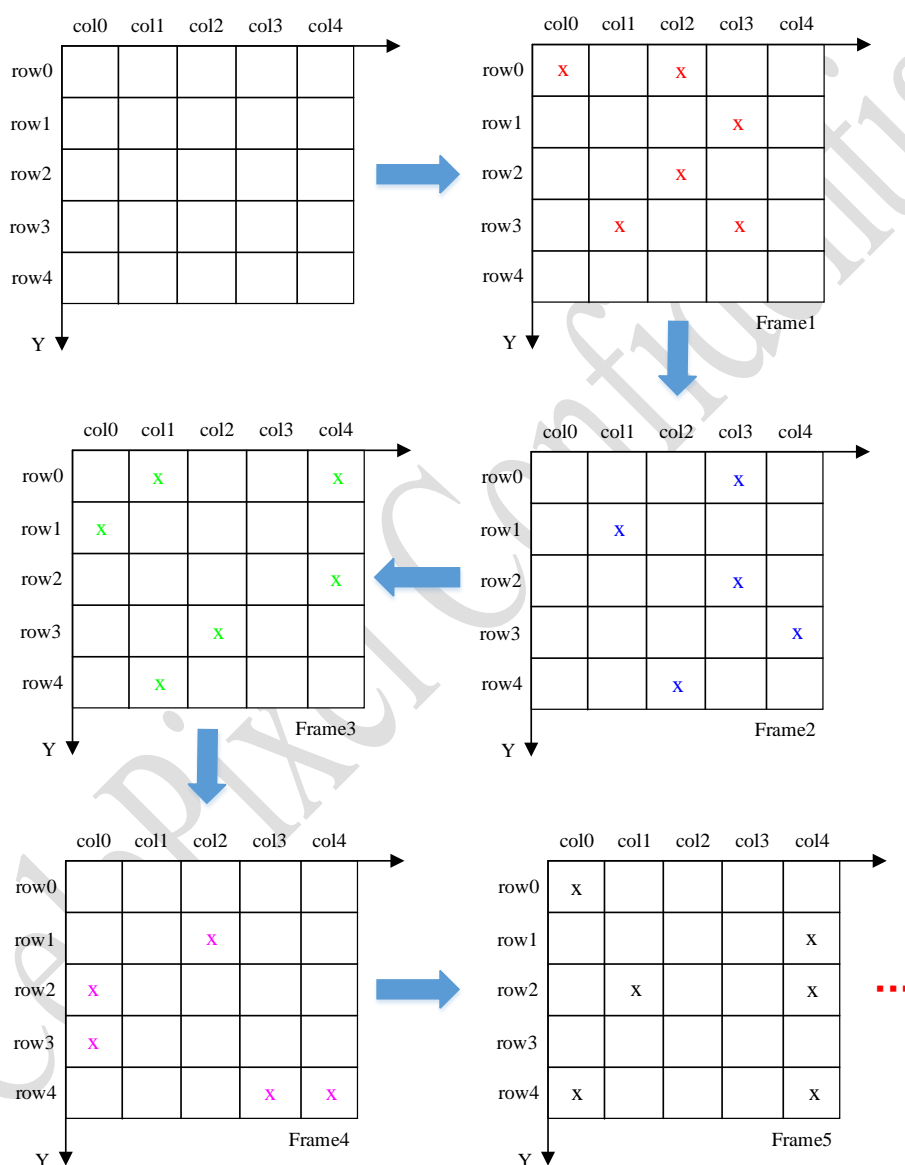 col0 col1 col2 col3 col4
row0
row1
row2
row3
row4
Y
col0 col1 col2 col3 col4
row0 x x
row1 x
row2 x
row3 x x
row4
Frame1
Y
col0 col1 col2 col3 col4
row0 x x
row1 x
row2 x
row3 x
row4 x
Frame3
Y
col0 col1 col2 col3 col4
row0 x
row1 x
row2 x
row3 x
row4 x
Frame2
Y
col0 col1 col2 col3 col4
row0
row1 x
row2 x
row3 x
row4 x x
Frame4
Y
col0 col1 col2 col3 col4
row0 x
row1 x
row2 x x
row3
row4 x x
Frame5
Y
CelePixel Confidential